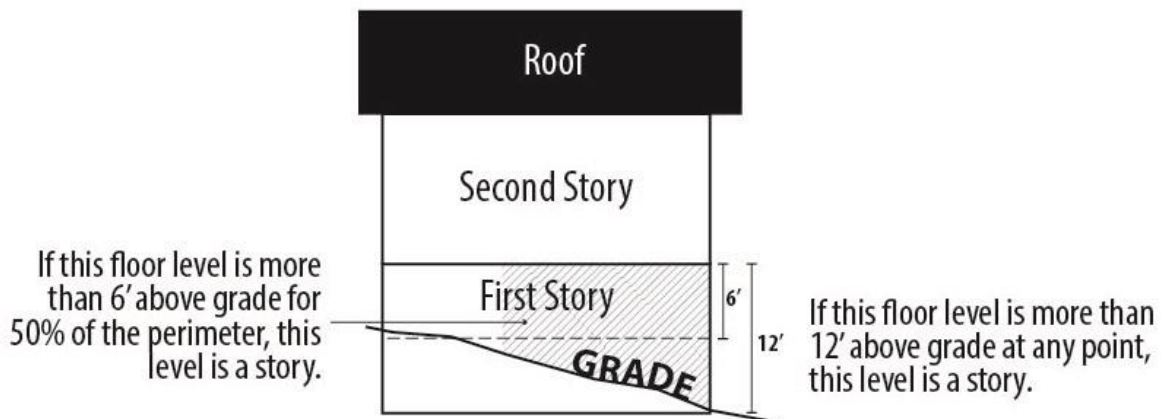 Roof
Second Story
If this floor level is more
than 6' above grade for
50% of the perimeter, this
level is a story.
First Story
6'
12'
GRADE
If this floor level is more than
12' above grade at any point,
this level is a story.